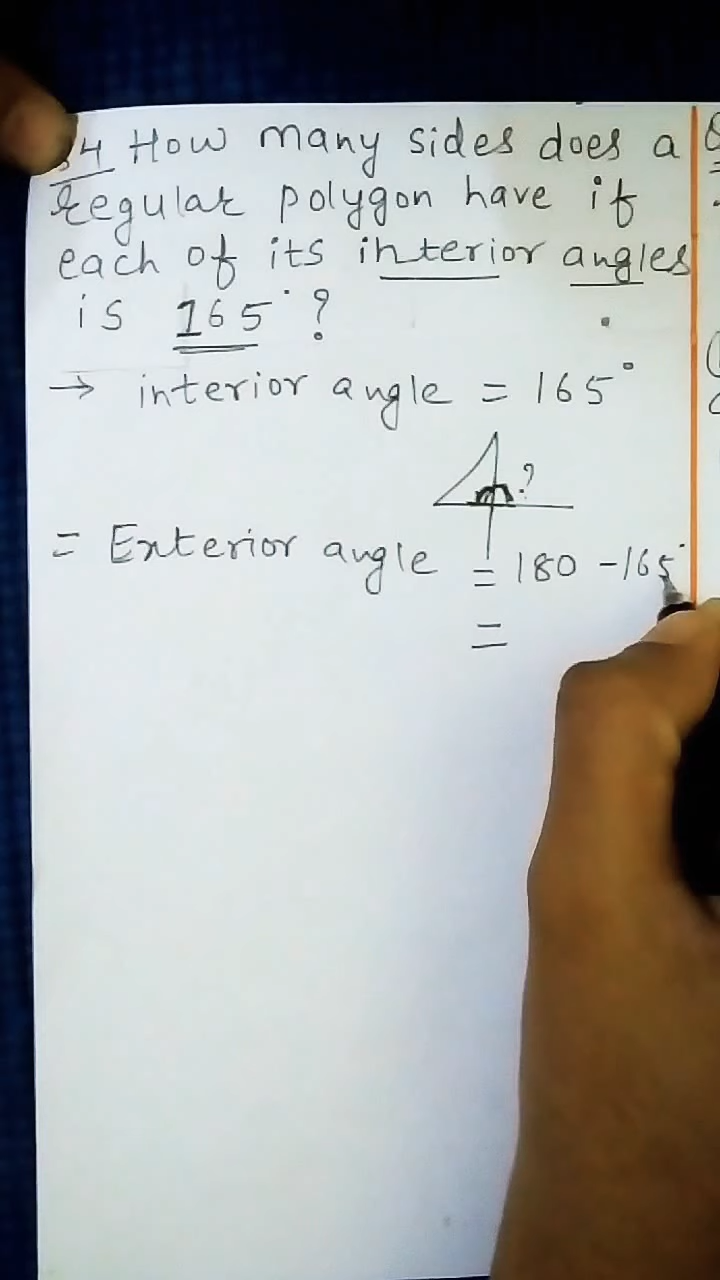 34 How many sides does a
regular polygon have if
each of its interior angles
is 165° ?
→ interior angle = 165°
?
= Exterior angle = 180 - 165°
=